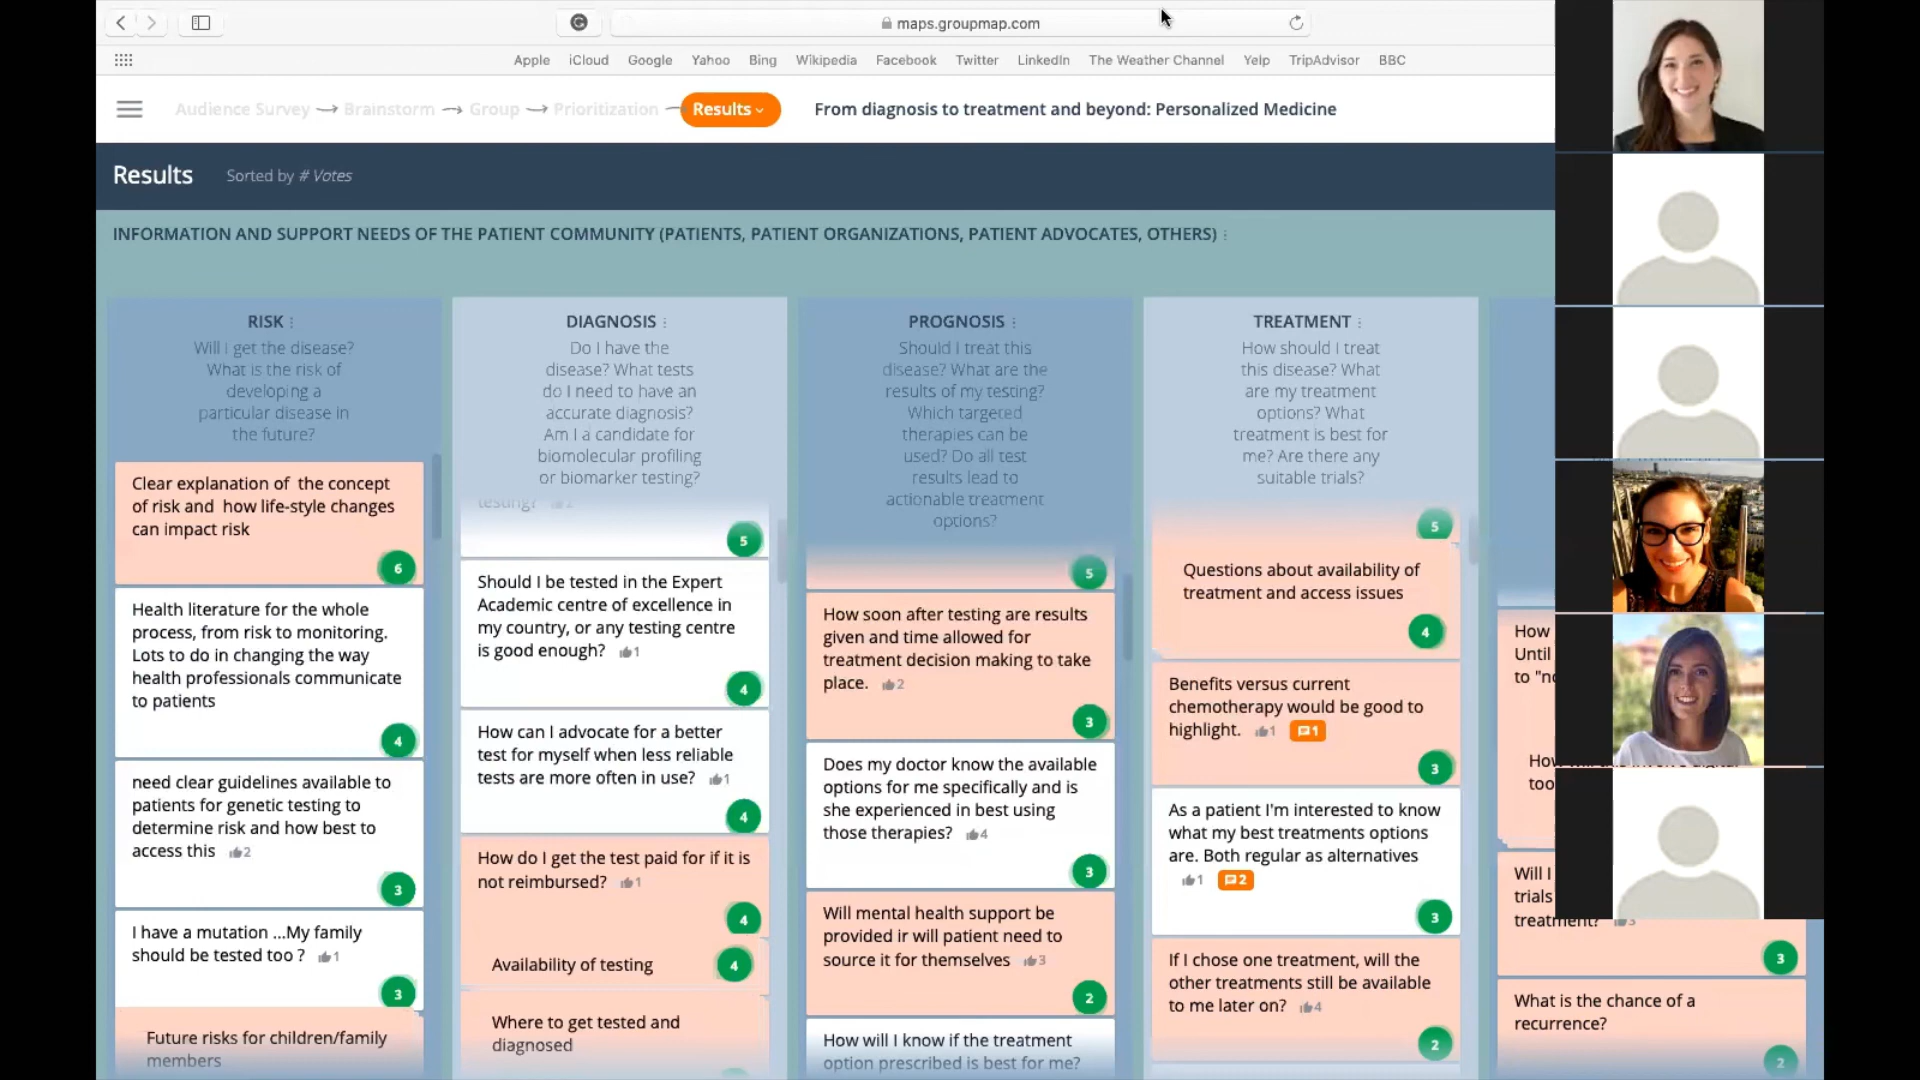 maps.groupmap.com
Apple iCloud Google Yahoo Bing Wikipedia Facebook Twitter LinkedIn The Weather Channel Yelp TripAdvisor BBC
Audience Survey → Brainstorm → Group → Prioritization Results From diagnosis to treatment and beyond: Personalized Medicine
Results Sorted by # Votes
INFORMATION AND SUPPORT NEEDS OF THE PATIENT COMMUNITY (PATIENTS, PATIENT ORGANIZATIONS, PATIENT ADVOCATES, OTHERS)
RISK
Will I get the disease?
What is the risk of
developing a
particular disease in
the future?
Clear explanation of the concept
of risk and how life-style changes
can impact risk
6
Health literature for the whole
process, from risk to monitoring.
Lots to do in changing the way
health professionals communicate
to patients
4
need clear guidelines available to
patients for genetic testing to
determine risk and how best to
access this 2
3
I have a mutation ...My family
should be tested too ? 1
3
Future risks for children/family
members
DIAGNOSIS
Do I have the
disease? What tests
do I need to have an
accurate diagnosis?
Am I a candidate for
biomolecular profiling
or biomarker testing?
testing? 2
5
Should I be tested in the Expert
Academic centre of excellence in
my country, or any testing centre
is good enough? 1
4
How can I advocate for a better
test for myself when less reliable
tests are more often in use? 1
4
How do I get the test paid for if it is
not reimbursed? 1
4
Availability of testing
4
Where to get tested and
diagnosed
PROGNOSIS
Should I treat this
disease? What are the
results of my testing?
Which targeted
therapies can be
used? Do all test
results lead to
actionable treatment
options?
5
How soon after testing are results
given and time allowed for
treatment decision making to take
place. 2
3
Does my doctor know the available
options for me specifically and is
she experienced in best using
those therapies? 4
3
Will mental health support be
provided ir will patient need to
source it for themselves 3
2
How will I know if the treatment
option prescribed is best for me?
TREATMENT
How should I treat
this disease? What
are my treatment
options? What
treatment is best for
me? Are there any
suitable trials?
5
Questions about availability of
treatment and access issues
4
Benefits versus current
chemotherapy would be good to
highlight. 1 1
3
As a patient I'm interested to know
what my best treatments options
are. Both regular as alternatives
1 2
3
If I chose one treatment, will the
other treatments still be available
to me later on? 4
2
How
Until
to "no
too
Will I
trials
treatment? 3
3
What is the chance of a
recurrence?
2